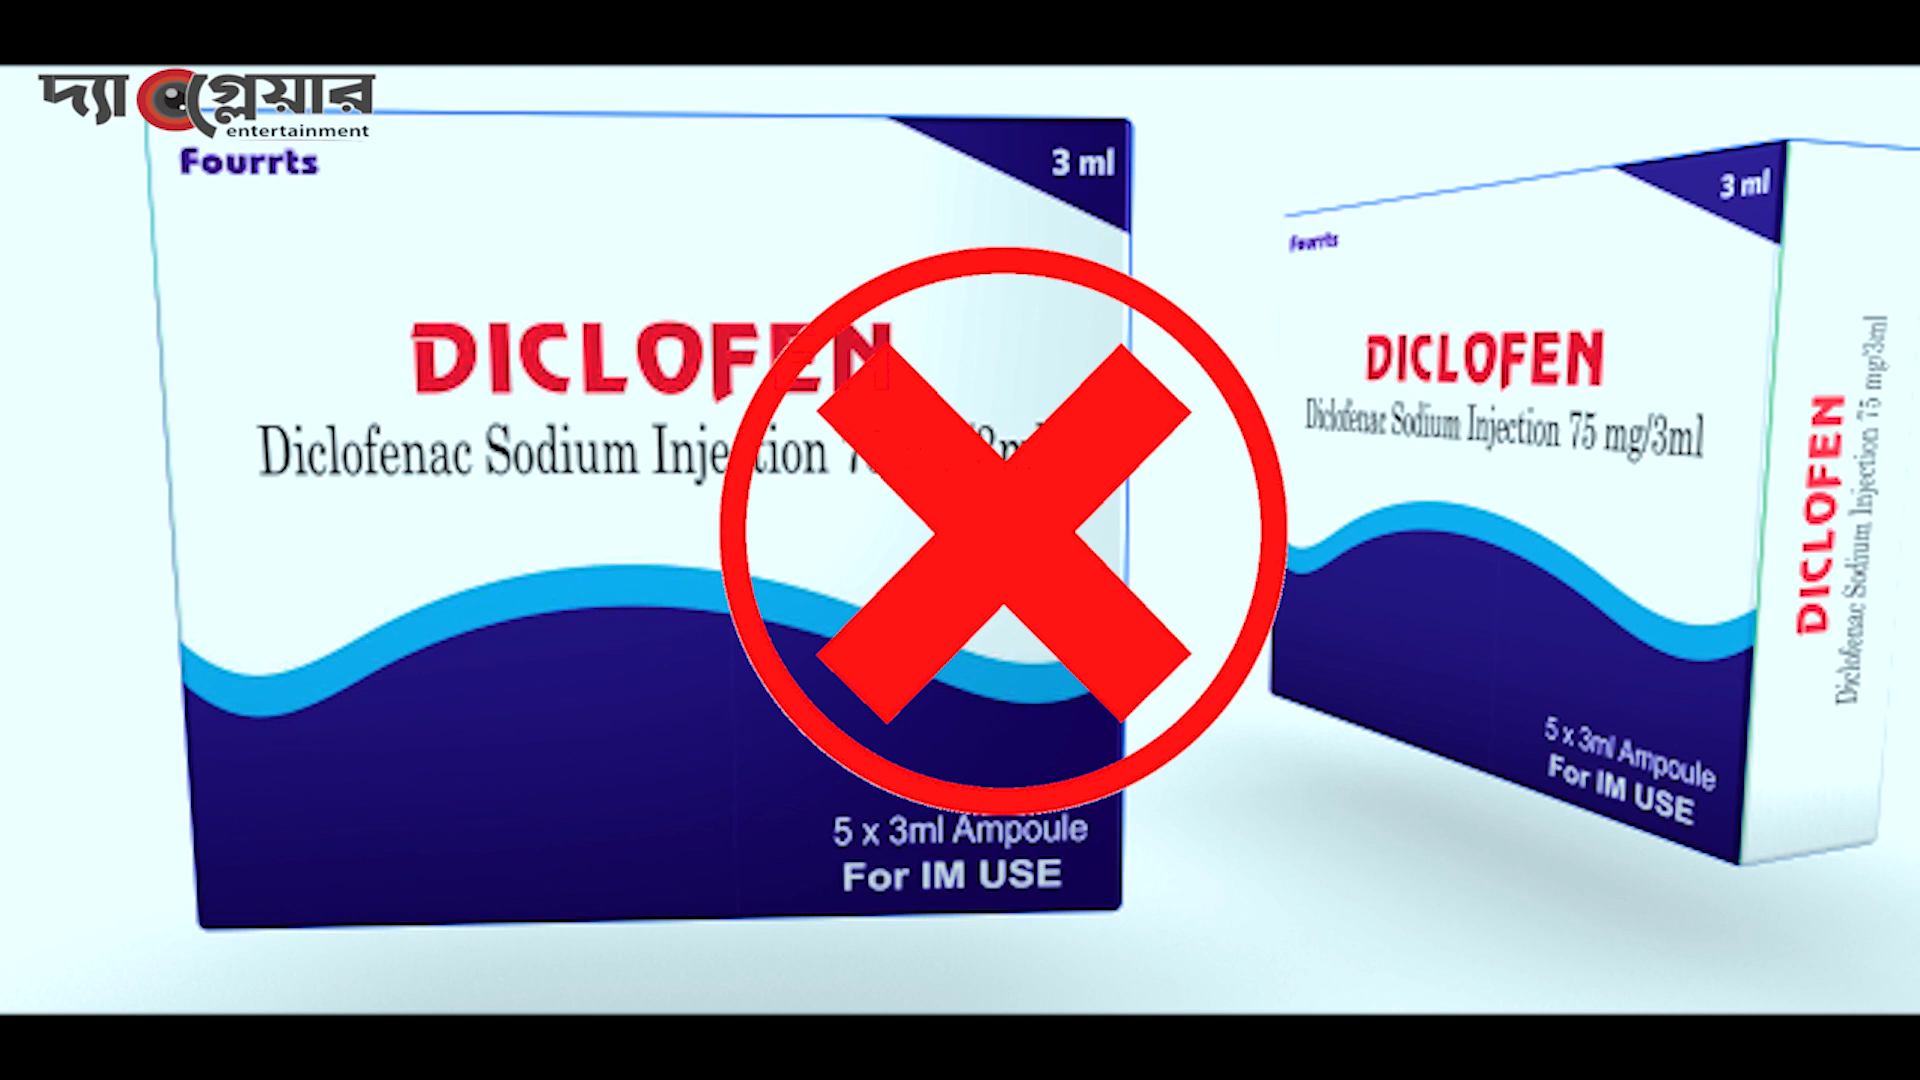 দ্যা গ্লেয়ার
entertainment
Fourrts
3 ml
DICLOFEN
Diclofenac Sodium Injection
5 x 3ml Ampoule
For IM USE
3 ml
Fourrts
DICLOFEN
Diclofenac Sodium Injection 75 mg/3ml
5 x 3ml Ampoule
For IM USE
DICLOFEN
Diclofenac Sodium Injection 75 mg/3ml